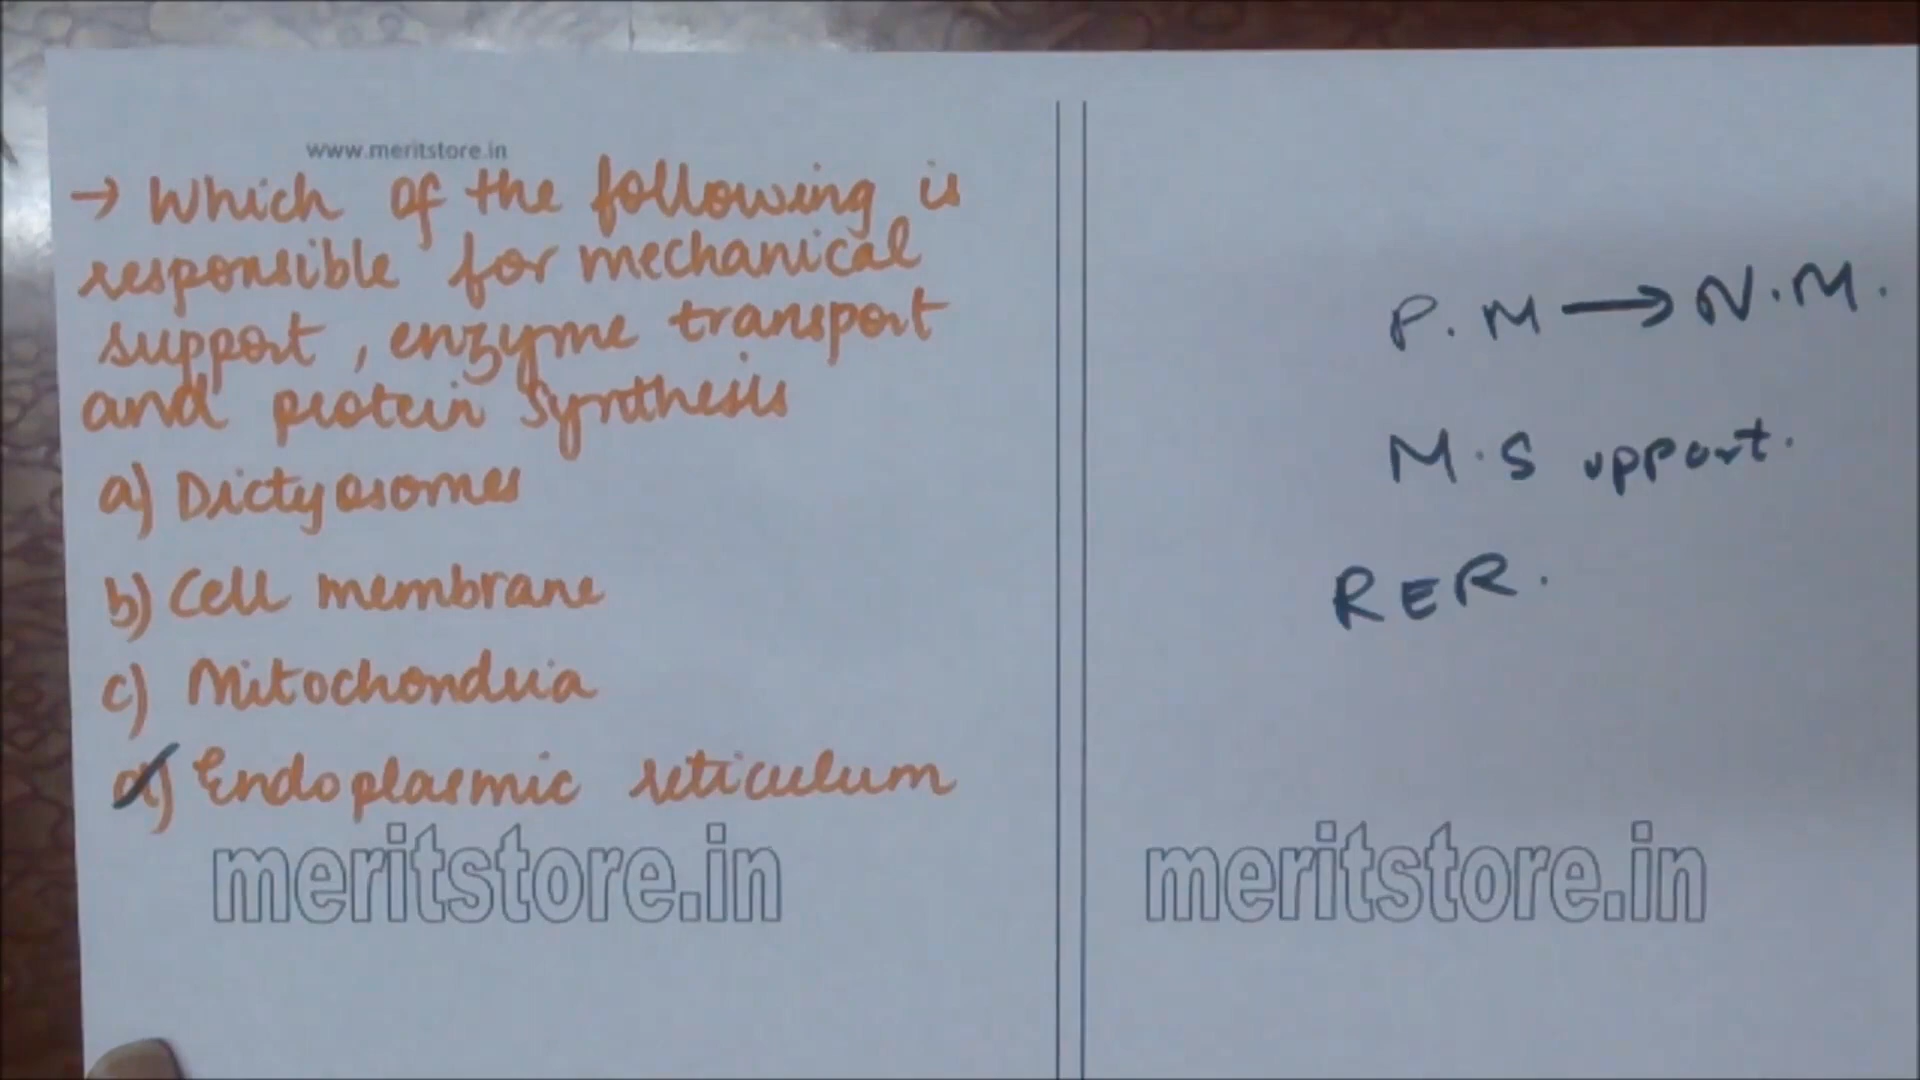 www.meritstore.in
→ Which of the following is
responsible for mechanical
support, enzyme transport
and protein synthesis
a) Dictyosomes
b) Cell membrane
c) Mitochondria
d) Endoplasmic reticulum
meritstore.in
P.M → N.M.
M.Support.
RER.
meritstore.in